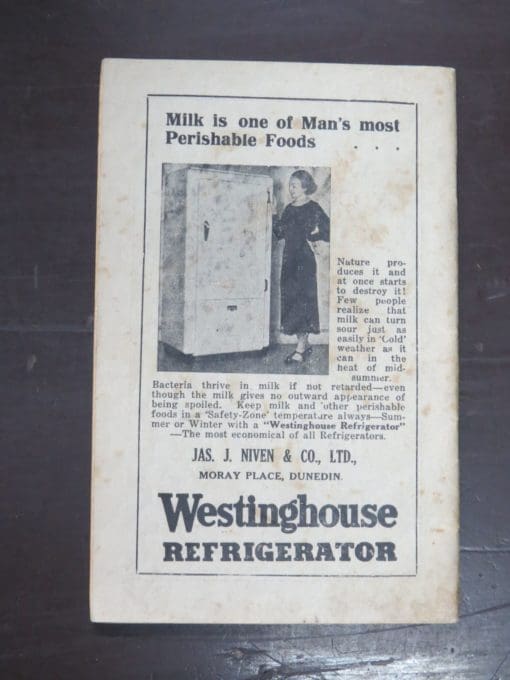 Milk is one of Man's most
Perishable Foods . . .
Nature pro-
duces it and
at once starts
to destroy it!
Few people
realize that
milk can turn
sour just as
easily in 'Cold'
weather as it
can in the
heat of mid-
summer.
Bacteria thrive in milk if not retarded—even
though the milk gives no outward appearance of
being spoiled. Keep milk and other perishable
foods in a 'Safety-Zone' temperature always—Sum-
mer or Winter with a "Westinghouse Refrigerator"
—The most economical of all Refrigerators.
JAS. J. NIVEN & CO., LTD.,
MORAY PLACE, DUNEDIN.
Westinghouse
REFRIGERATOR